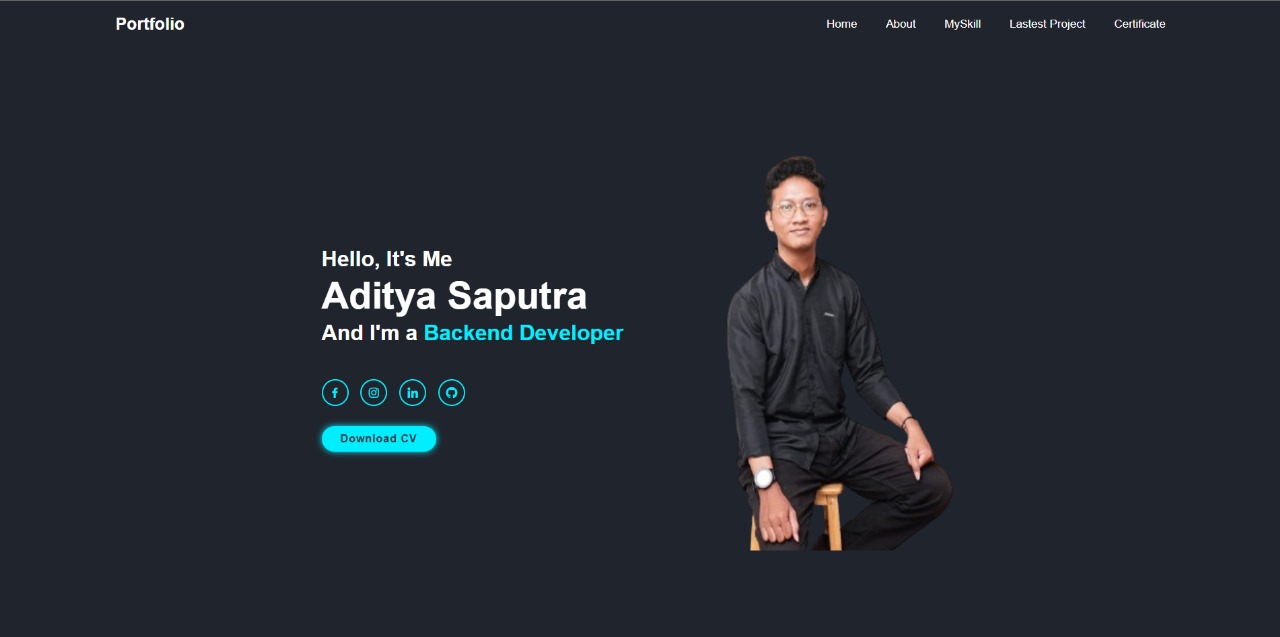 Portfolio
Home About MySkill Lastest Project Certificate
Hello, It's Me
Aditya Saputra
And I'm a Backend Developer
Download CV